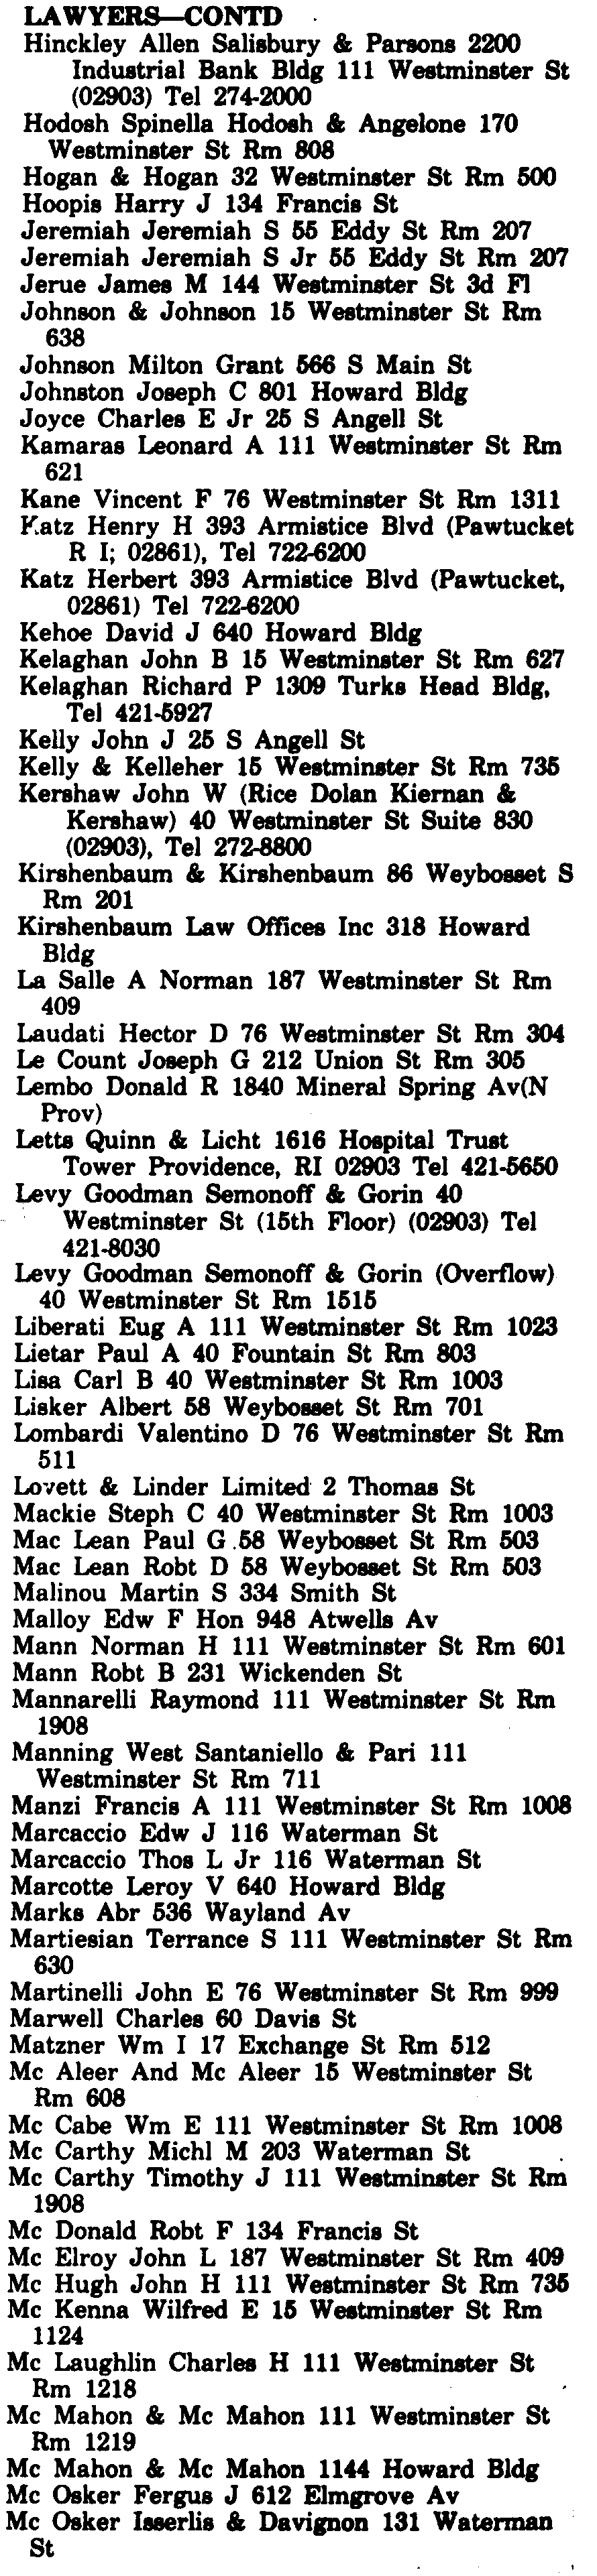 LAWYERS—CONTD
Hinckley Allen Salisbury & Parsons 2200
Industrial Bank Bldg 111 Westminster St
(02903) Tel 274-2000
Hodosh Spinella Hodosh & Angelone 170
Westminster St Rm 808
Hogan & Hogan 32 Westminster St Rm 500
Hoopis Harry J 134 Francis St
Jeremiah Jeremiah S 55 Eddy St Rm 207
Jeremiah Jeremiah S Jr 55 Eddy St Rm 207
Jerue James M 144 Westminster St 3d Fl
Johnson & Johnson 15 Westminster St Rm
638
Johnson Milton Grant 566 S Main St
Johnston Joseph C 801 Howard Bldg
Joyce Charles E Jr 25 S Angell St
Kamaras Leonard A 111 Westminster St Rm
621
Kane Vincent F 76 Westminster St Rm 1311
Katz Henry H 393 Armistice Blvd (Pawtucket
R I; 02861), Tel 722-6200
Katz Herbert 393 Armistice Blvd (Pawtucket,
02861) Tel 722-6200
Kehoe David J 640 Howard Bldg
Kelaghan John B 15 Westminster St Rm 627
Kelaghan Richard P 1309 Turks Head Bldg,
Tel 421-5927
Kelly John J 25 S Angell St
Kelly & Kelleher 15 Westminster St Rm 735
Kershaw John W (Rice Dolan Kiernan &
Kershaw) 40 Westminster St Suite 830
(02903), Tel 272-8800
Kirshenbaum & Kirshenbaum 86 Weybosset S
Rm 201
Kirshenbaum Law Offices Inc 318 Howard
Bldg
La Salle A Norman 187 Westminster St Rm
409
Laudati Hector D 76 Westminster St Rm 304
Le Count Joseph G 212 Union St Rm 305
Lembo Donald R 1840 Mineral Spring Av(N
Prov)
Letts Quinn & Licht 1616 Hospital Trust
Tower Providence, RI 02903 Tel 421-5650
Levy Goodman Semonoff & Gorin 40
Westminster St (15th Floor) (02903) Tel
421-8030
Levy Goodman Semonoff & Gorin (Overflow)
40 Westminster St Rm 1515
Liberati Eug A 111 Westminster St Rm 1023
Lietar Paul A 40 Fountain St Rm 803
Lisa Carl B 40 Westminster St Rm 1003
Lisker Albert 58 Weybosset St Rm 701
Lombardi Valentino D 76 Westminster St Rm
511
Lovett & Linder Limited 2 Thomas St
Mackie Steph C 40 Westminster St Rm 1003
Mac Lean Paul G 58 Weybosset St Rm 503
Mac Lean Robt D 58 Weybosset St Rm 503
Malinou Martin S 334 Smith St
Malloy Edw F Hon 948 Atwells Av
Mann Norman H 111 Westminster St Rm 601
Mann Robt B 231 Wickenden St
Mannarelli Raymond 111 Westminster St Rm
1908
Manning West Santaniello & Pari 111
Westminster St Rm 711
Manzi Francis A 111 Westminster St Rm 1008
Marcaccio Edw J 116 Waterman St
Marcaccio Thos L Jr 116 Waterman St
Marcotte Leroy V 640 Howard Bldg
Marks Abr 536 Wayland Av
Martiesian Terrance S 111 Westminster St Rm
630
Martinelli John E 76 Westminster St Rm 999
Marwell Charles 60 Davis St
Matzner Wm I 17 Exchange St Rm 512
Mc Aleer And Mc Aleer 15 Westminster St
Rm 608
Mc Cabe Wm E 111 Westminster St Rm 1008
Mc Carthy Michl M 203 Waterman St
Mc Carthy Timothy J 111 Westminster St Rm
1908
Mc Donald Robt F 134 Francis St
Mc Elroy John L 187 Westminster St Rm 409
Mc Hugh John H 111 Westminster St Rm 735
Mc Kenna Wilfred E 15 Westminster St Rm
1124
Mc Laughlin Charles H 111 Westminster St
Rm 1218
Mc Mahon & Mc Mahon 111 Westminster St
Rm 1219
Mc Mahon & Mc Mahon 1144 Howard Bldg
Mc Osker Fergus J 612 Elmgrove Av
Mc Osker Isserlis & Davignon 131 Waterman
St